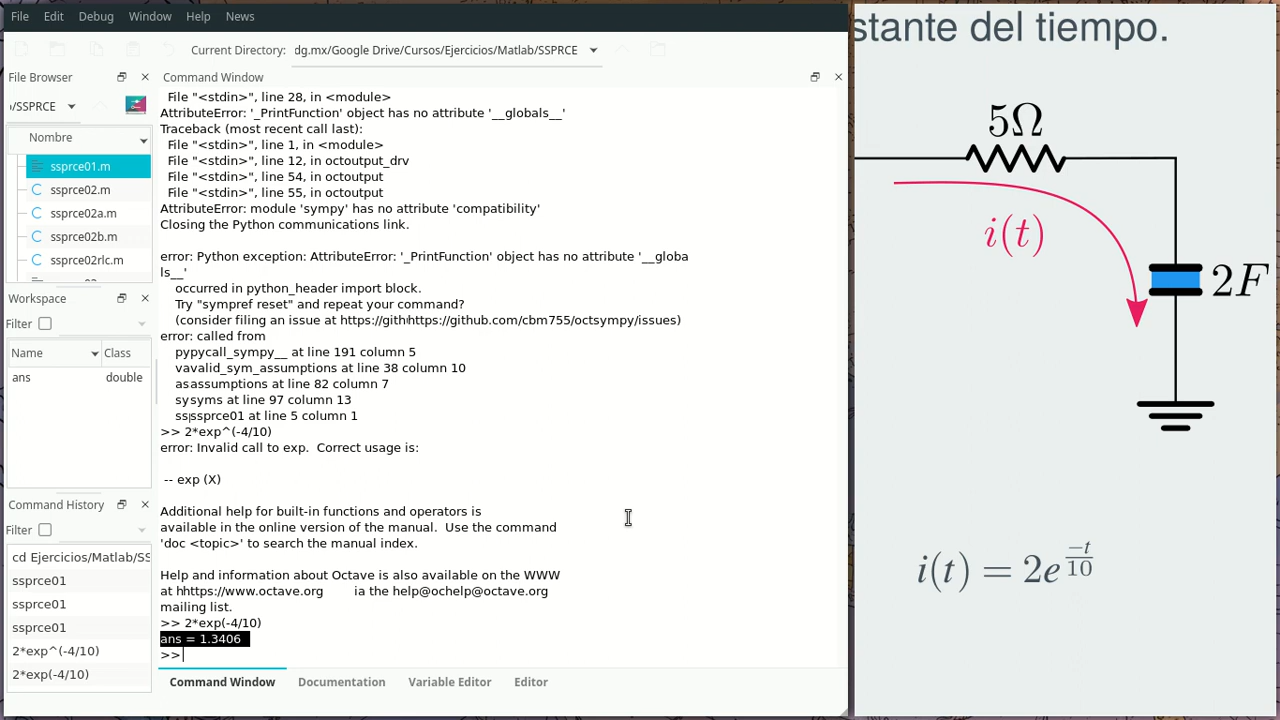 File Edit Debug Window Help News
Current Directory: dg.mx/Google Drive/Cursos/Ejercicios/Matlab/SSPRCE
File Browser
/SSPRCE
Nombre
ssprce01.m
ssprce02.m
ssprce02a.m
ssprce02b.m
ssprce02rlc.m
Workspace
Filter
Name Class
ans double
Command History
Filter
cd Ejercicios/Matlab/SS
ssprce01
ssprce01
ssprce01
2*exp^(-4/10)
2*exp(-4/10)
Command Window
File "<stdin>", line 28, in <module>
AttributeError: '_PrintFunction' object has no attribute '__globals__'
Traceback (most recent call last):
File "<stdin>", line 1, in <module>
File "<stdin>", line 12, in octoutput_drv
File "<stdin>", line 54, in octoutput
File "<stdin>", line 55, in octoutput
AttributeError: module 'sympy' has no attribute 'compatibility'
Closing the Python communications link.
error: Python exception: AttributeError: '_PrintFunction' object has no attribute '__globa
ls__'
occurred in python_header import block.
Try "sympref reset" and repeat your command?
(consider filing an issue at https://githhttps://github.com/cbm755/octsympy/issues)
error: called from
pypycall_sympy__ at line 191 column 5
vavalid_sym_assumptions at line 38 column 10
asassumptions at line 82 column 7
sysyms at line 97 column 13
ssssprce01 at line 5 column 1
>> 2*exp^(-4/10)
error: Invalid call to exp. Correct usage is:
-- exp (X)
Additional help for built-in functions and operators is
available in the online version of the manual. Use the command
'doc <topic>' to search the manual index.
Help and information about Octave is also available on the WWW
at hhttps://www.octave.org ia the help@ochelp@octave.org
mailing list.
>> 2*exp(-4/10)
ans = 1.3406
>>
Command Window Documentation Variable Editor Editor
stante del tiempo.
5Ω
i(t)
2F
i(t) = 2e^{\frac{-t}{10}}